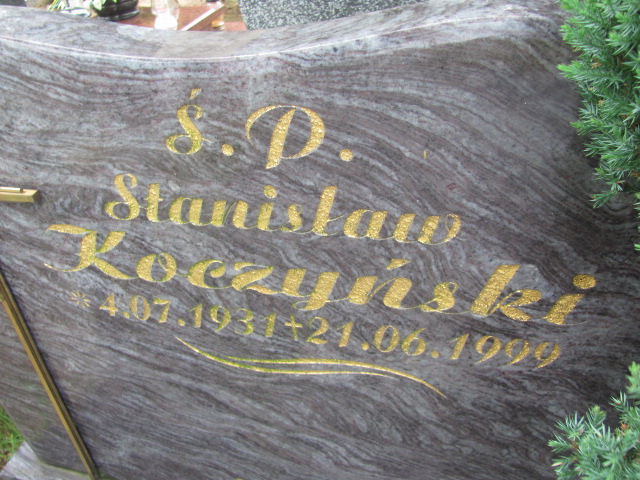 Ś. P.
Stanisław
Koczyński
* 4.07.1931 + 21.06.1999